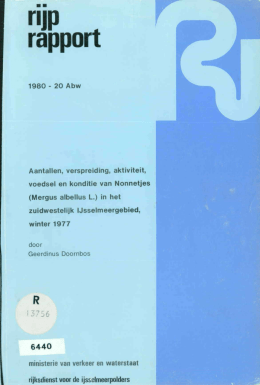 rijp
rapport
1980 - 20 Abw
Aantallen, verspreiding, aktiviteit,
voedsel en konditie van Nonnetjes
(Mergus albellus L.) in het
zuidwestelijk IJsselmeergebied,
winter 1977
door
Geerdinus Doornbos
R
13756
6440
ministerie van verkeer en waterstaat
rijksdienst voor de ijsselmeerpolders